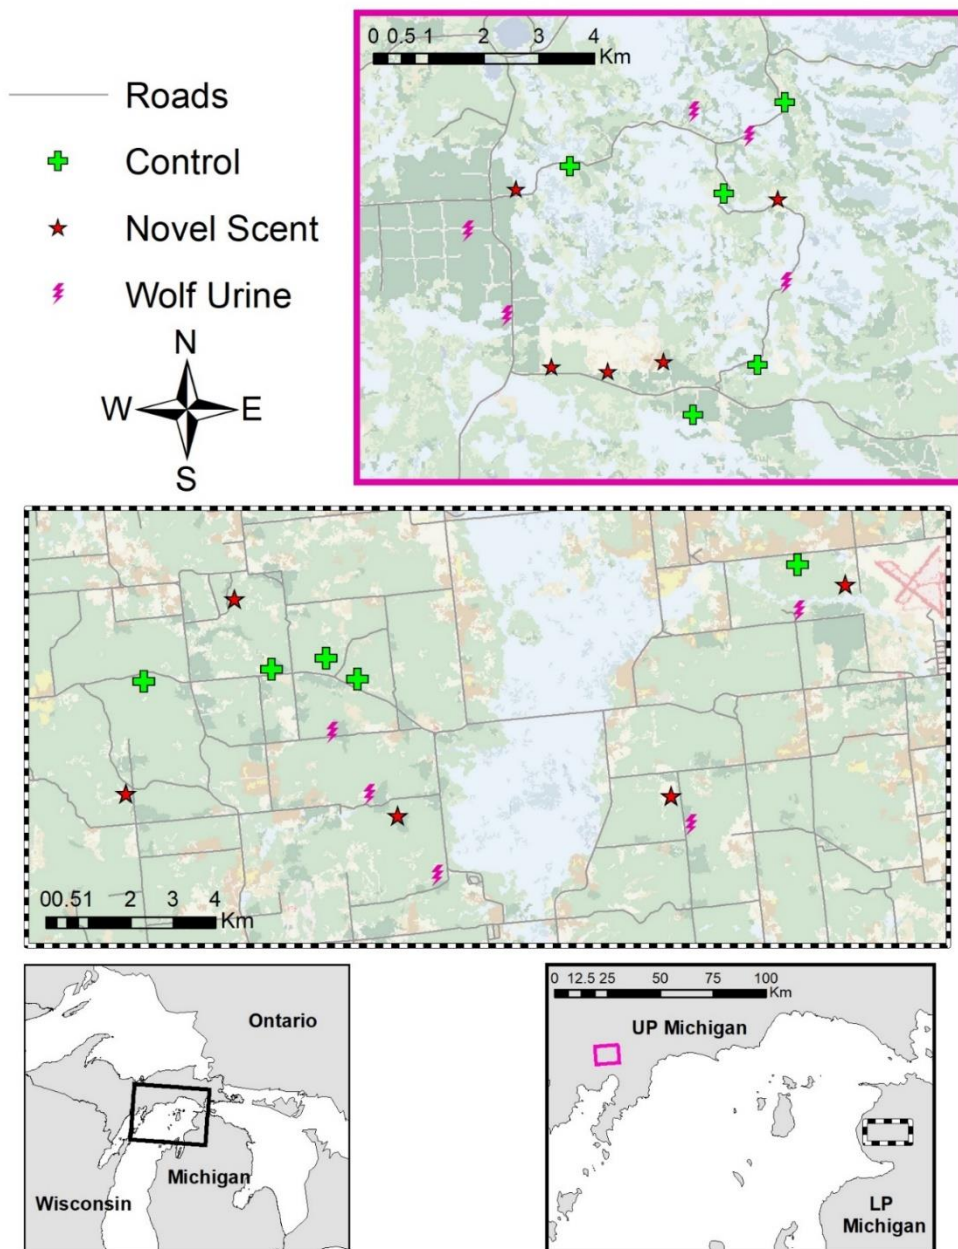 Roads
Control
Novel Scent
Wolf Urine
N
W E
S
0 0.5 1 2 3 4
Km
00.51 2 3 4
Km
Ontario
Michigan
Wisconsin
0 12.5 25 50 75 100
Km
UP Michigan
LP
Michigan